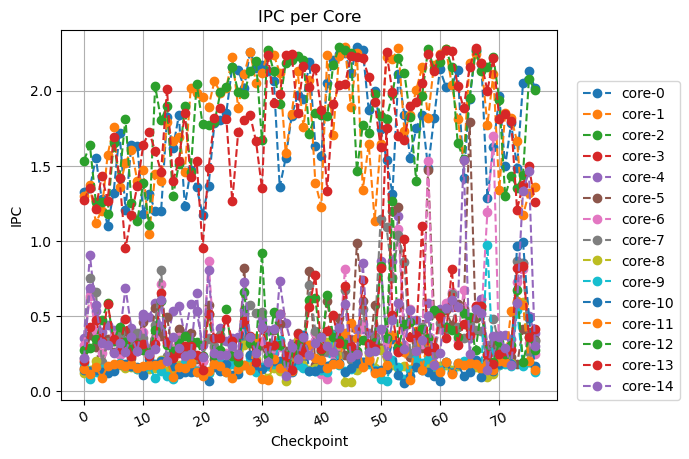 IPC per Core
IPC
2.0
1.5
1.0
0.5
0.0
0
10
20
30
40
50
60
70
Checkpoint
core-0
core-1
core-2
core-3
core-4
core-5
core-6
core-7
core-8
core-9
core-10
core-11
core-12
core-13
core-14